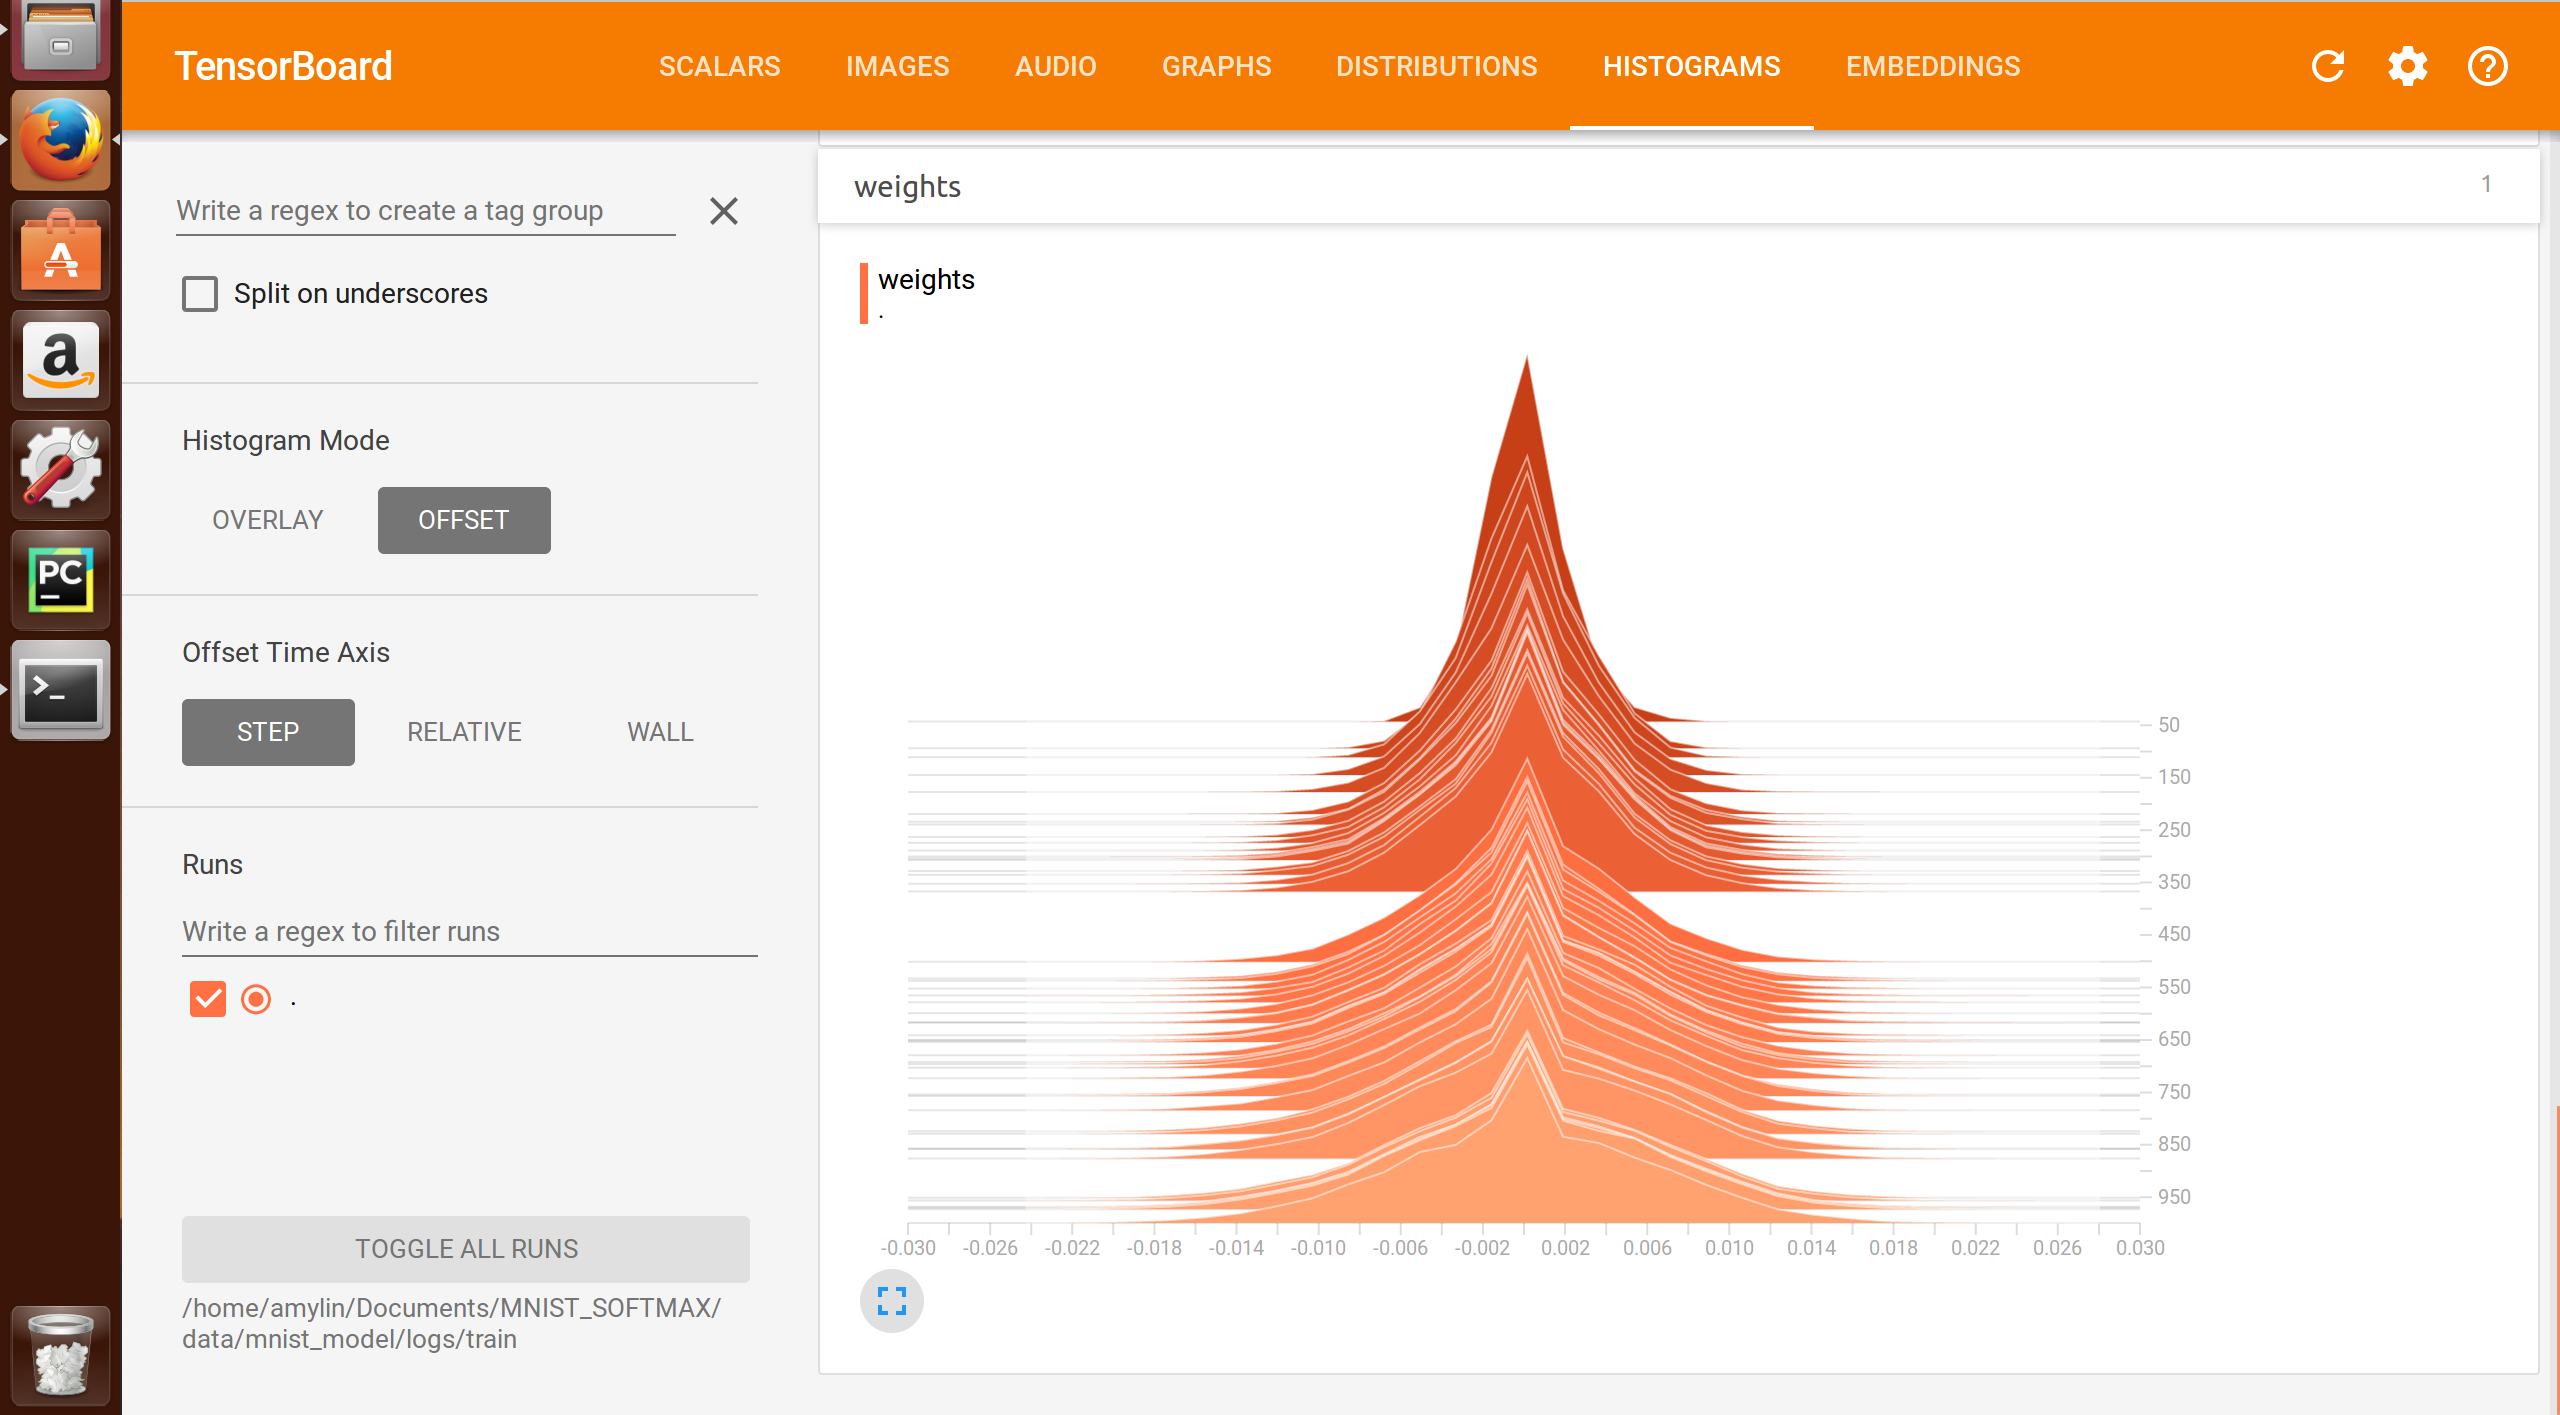 TensorBoard
SCALARS IMAGES AUDIO GRAPHS DISTRIBUTIONS HISTOGRAMS EMBEDDINGS
Write a regex to create a tag group
Split on underscores
Histogram Mode
OVERLAY OFFSET
Offset Time Axis
STEP RELATIVE WALL
Runs
Write a regex to filter runs
.
TOGGLE ALL RUNS
/home/amylin/Documents/MNIST_SOFTMAX/
data/mnist_model/logs/train
weights 1
weights
.
50
150
250
350
450
550
650
750
850
950
-0.030 -0.026 -0.022 -0.018 -0.014 -0.010 -0.006 -0.002 0.002 0.006 0.010 0.014 0.018 0.022 0.026 0.030
A
a
PC
>_